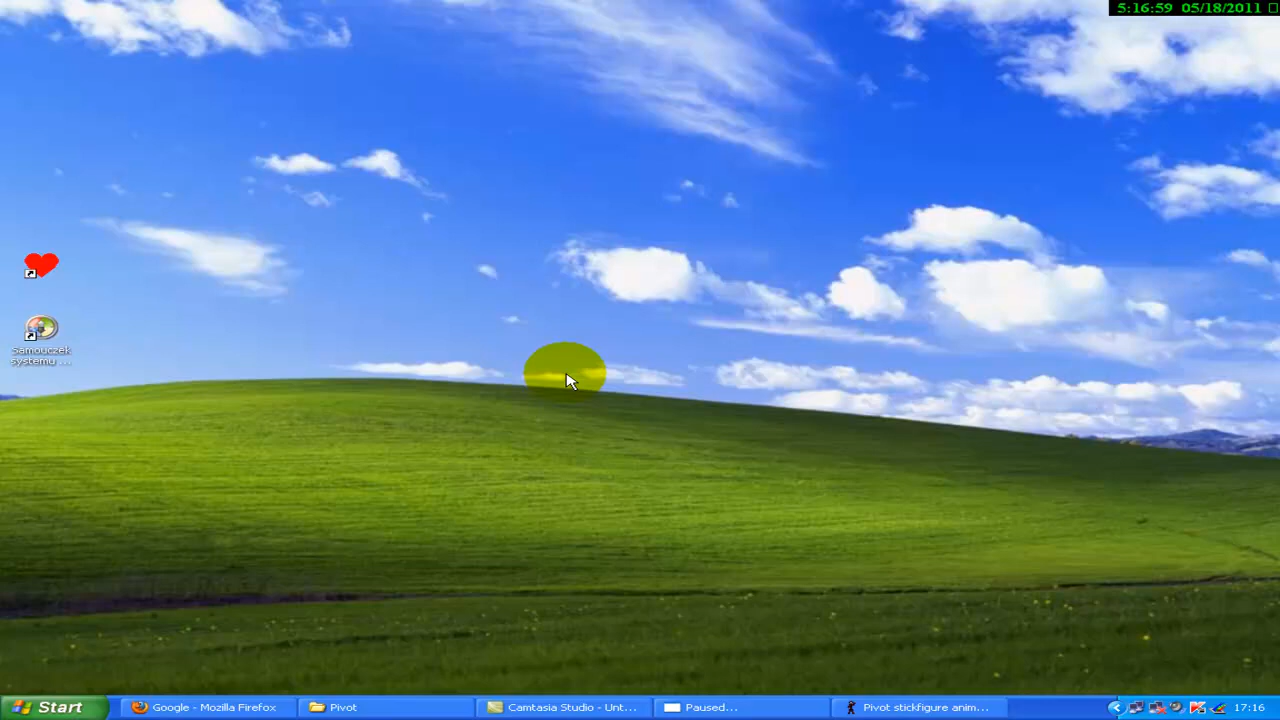 5:16:59 05/18/2011
Samouczek
systemu ...
Start
Google - Mozilla Firefox
Pivot
Camtasia Studio - Unt...
Paused...
Pivot stickfigure anim...
17:16